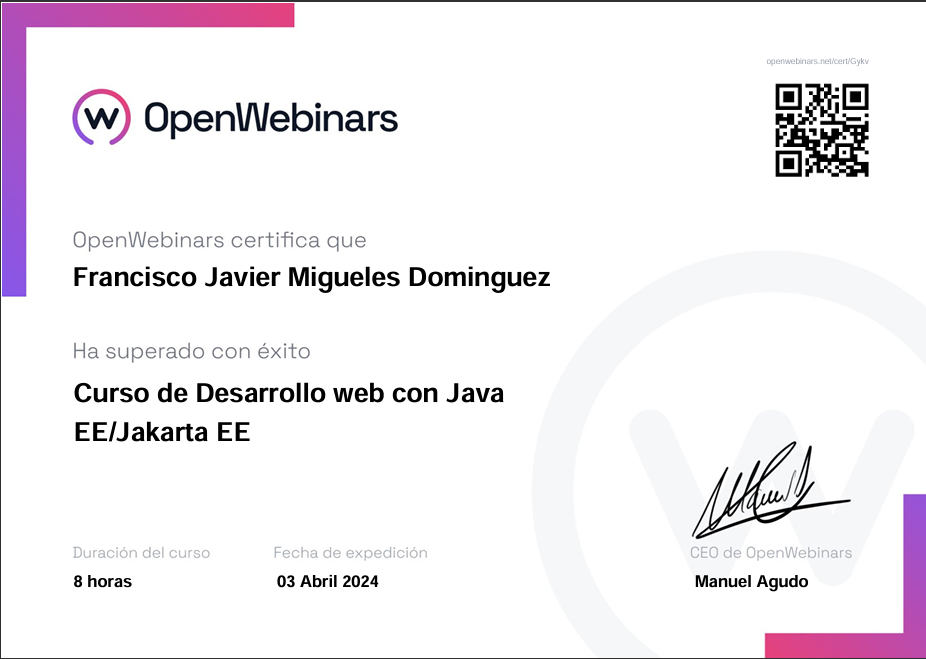 openwebinars.net/cert/Gykv
OpenWebinars
OpenWebinars certifica que
Francisco Javier Migueles Dominguez
Ha superado con éxito
Curso de Desarrollo web con Java
EE/Jakarta EE
Duración del curso
Fecha de expedición
CEO de OpenWebinars
8 horas
03 Abril 2024
Manuel Agudo